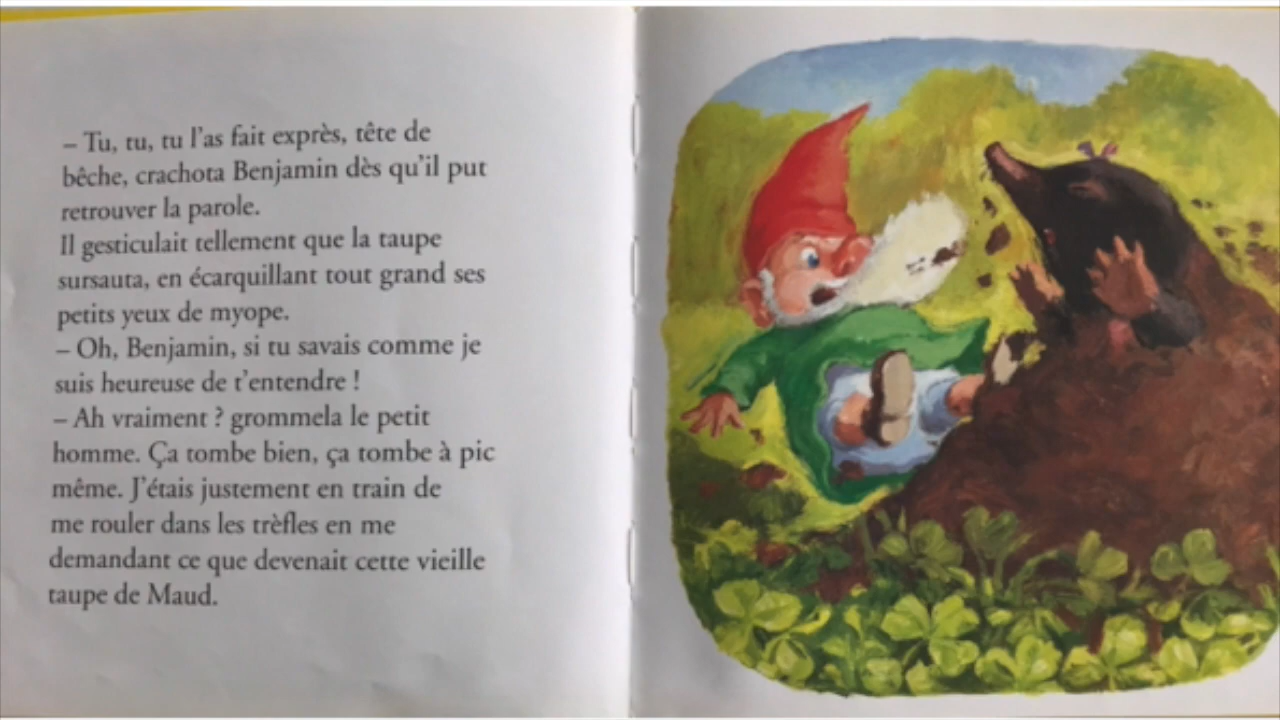 – Tu, tu, tu l'as fait exprès, tête de
bêche, crachota Benjamin dès qu'il put
retrouver la parole.
Il gesticulait tellement que la taupe
sursauta, en écarquillant tout grand ses
petits yeux de myope.
– Oh, Benjamin, si tu savais comme je
suis heureuse de t'entendre !
– Ah vraiment ? grommela le petit
homme. Ça tombe bien, ça tombe à pic
même. J'étais justement en train de
me rouler dans les trèfles en me
demandant ce que devenait cette vieille
taupe de Maud.